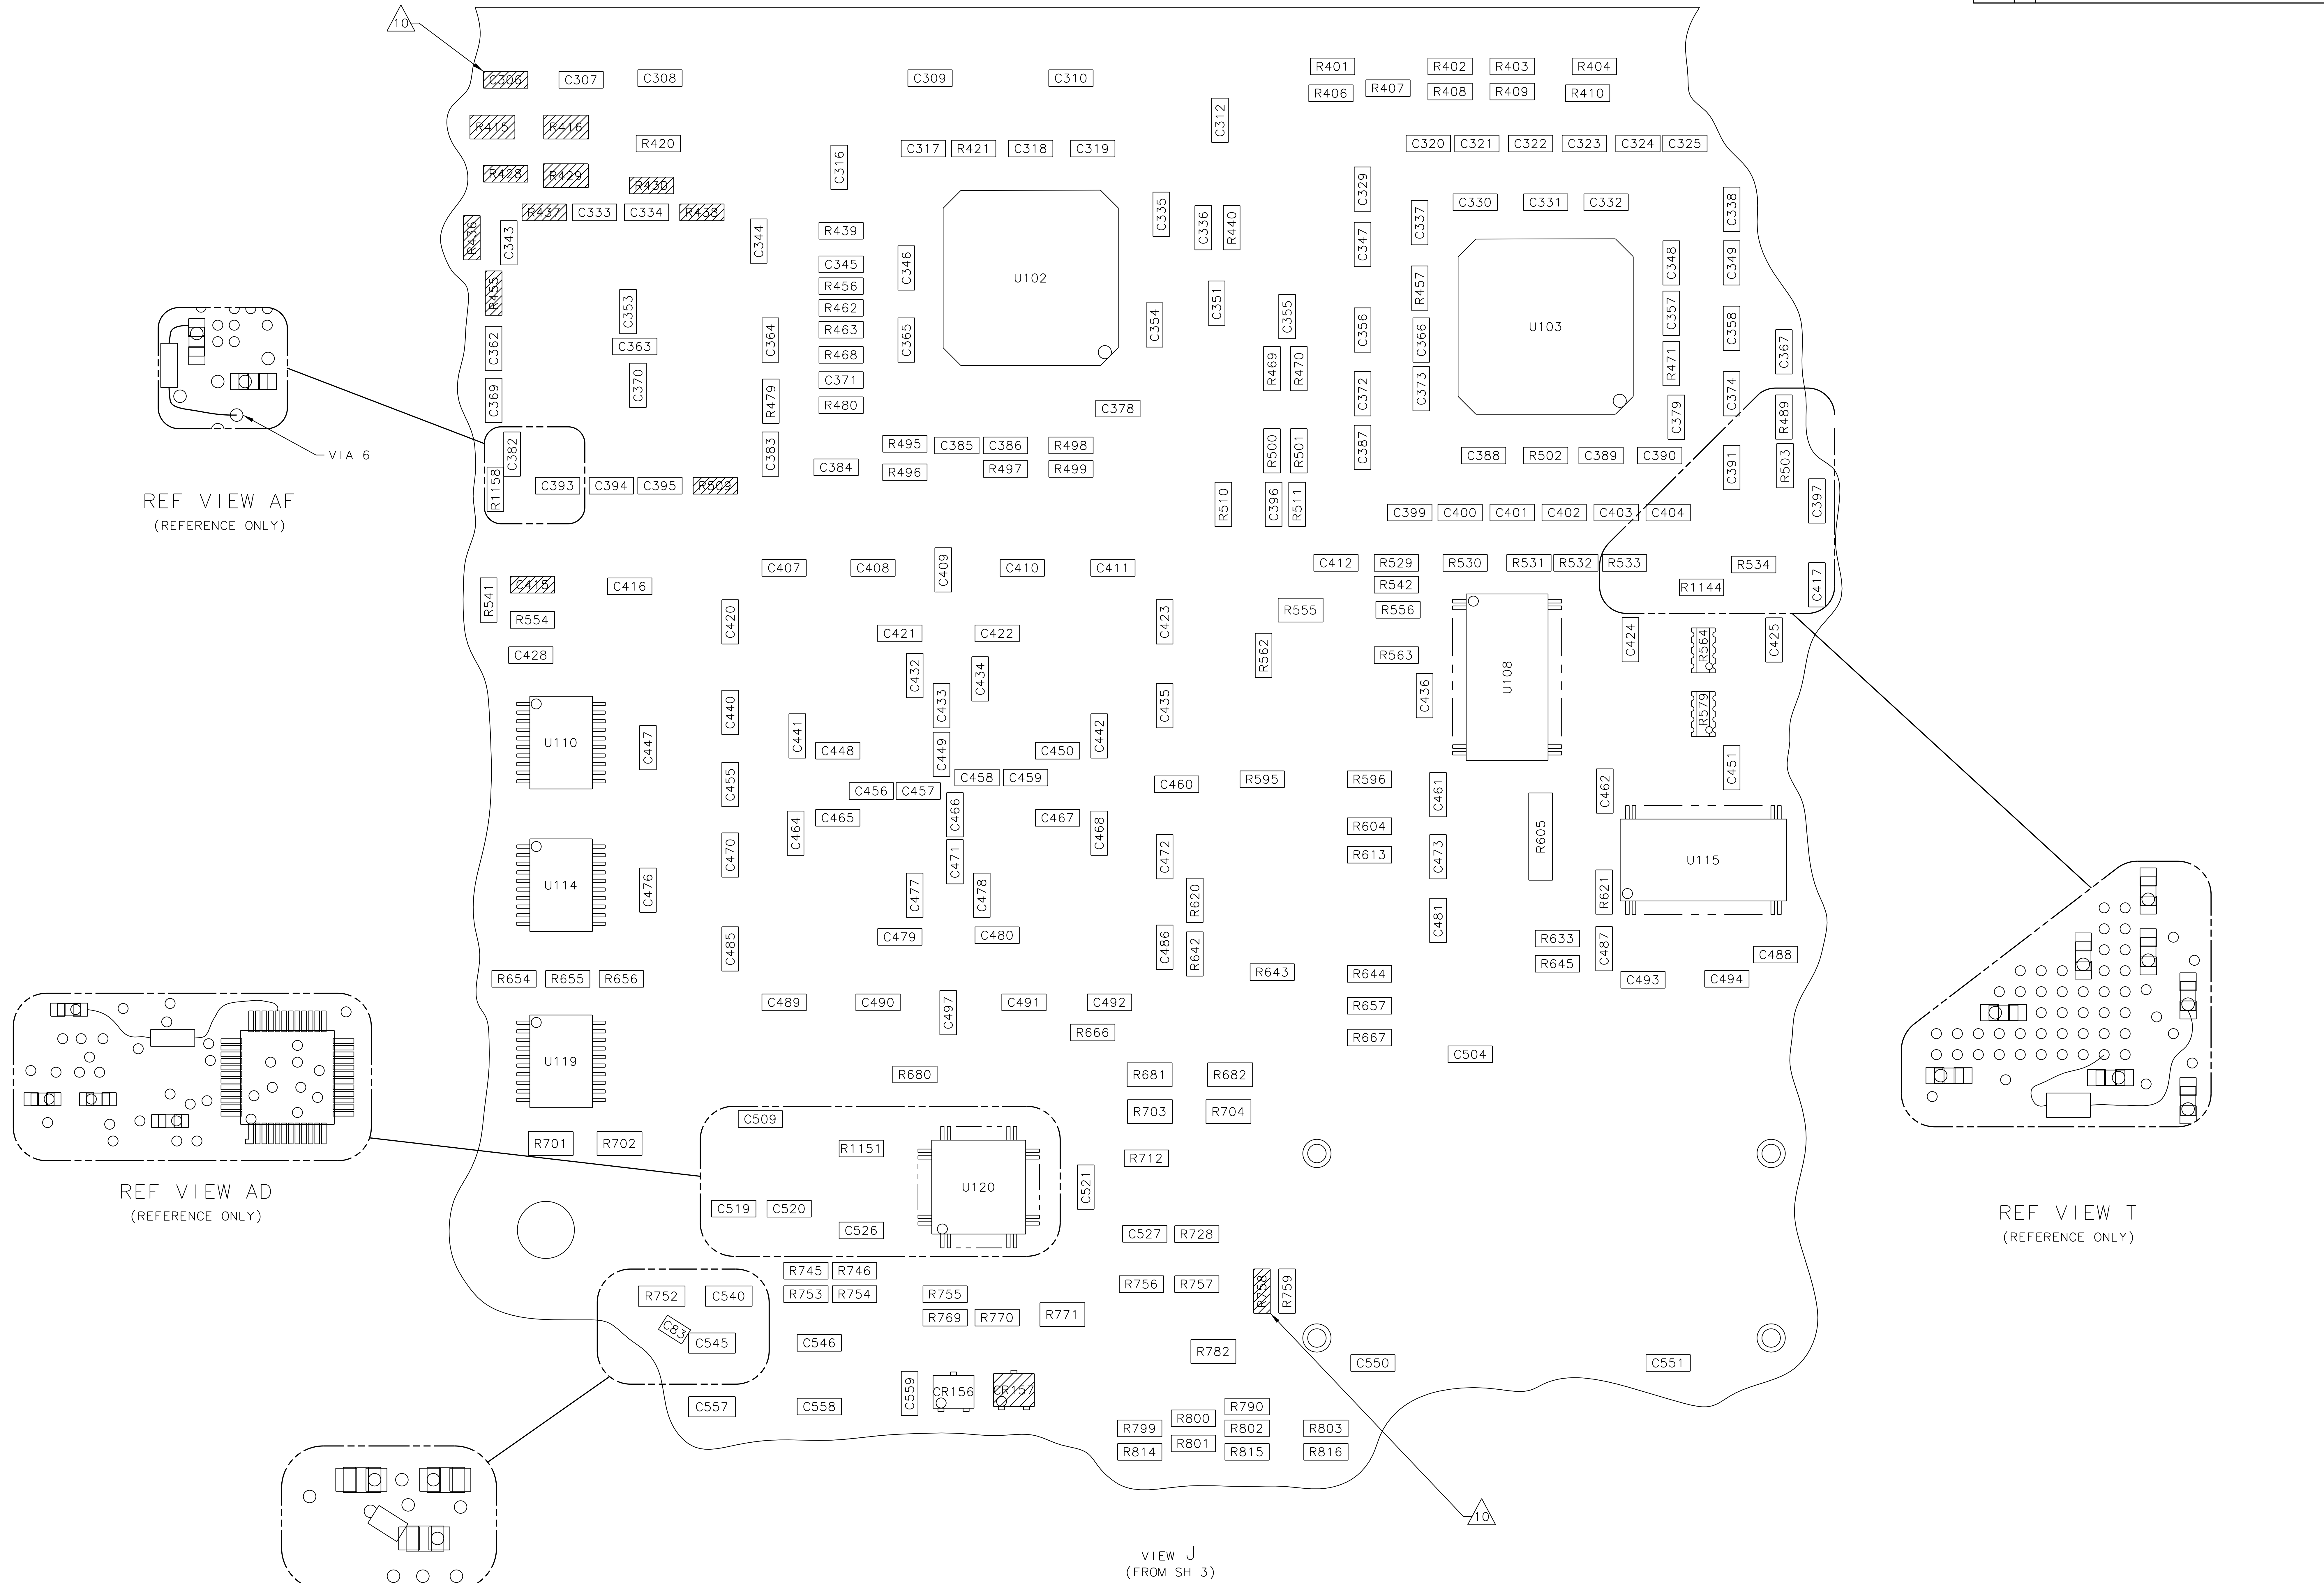 10
C306 C307 C308 C309 C310 R401 R402 R403 R404
R406 R407 R408 R409 R410
R415 R416 R420 C312
C316 C317 R421 C318 C319 C320 C321 C322 C323 C324 C325
R428 R429 R430 C329
R437 C333 C334 R438 C335 C330 C331 C332 C338
R436 C343 C344 R439 C336 R440 C337 C347
C345 C346 U102 C348 C349
R455 R456 R457
C353 R462 C351 C355 C357
C362 C363 C364 R463 C365 C354 C356 C366 U103 C358 C367
R468 R469 R470 R471
C369 C370 R479 C371 C372 C373 C374
R480 C378 C379 R489
C382 C383 R495 C385 C386 R498 R500 R501 C387 C388 R502 C389 C390
C384 R496 R497 R499 C391 R503
R1158 C393 C394 C395 R509 R510 C396 R511 C397
C399 C400 C401 C402 C403 C404
VIA 6
REF VIEW AF
(REFERENCE ONLY)
C407 C408 C409 C410 C411 C412 R529 R530 R531 R532 R533 R534
R541 C415 C416 R542 R1144 C417
R554 C420 C421 C422 C423 R555 R556
C428 C432 C434 R562 R563 C424 R564 C425
C433 C435 C436 U108
C440 C441 C442 R579
U110 C447 C448 C449 C450 C451
C455 C456 C457 C458 C459 C460 R595 R596 C461 C462
C464 C465 C466 C467 C468 R604 R605
C470 C471 C472 R613 C473 U115
U114 C476 C477 C478 R620 R621
C479 C480 C481
C485 C486 R642 R633 C487 C488
R654 R655 R656 R643 R644 R645 C493 C494
C489 C490 C497 C491 C492 R657
R666 R667
U119 C504
R680 R681 R682
C509 R703 R704
R701 R702 R1151 R712
U120 C521
C519 C520 C526 C527 R728
REF VIEW AD
(REFERENCE ONLY)
REF VIEW T
(REFERENCE ONLY)
R745 R746 R756 R757 R758 R759
R752 C540 R753 R754 R755
C83 R769 R770 R771
C545 C546 R782 C550 C551
C557 C558 C559 CR156 CR157
R790
R799 R800 R802 R803
R814 R801 R815 R816
10
VIEW J
(FROM SH 3)